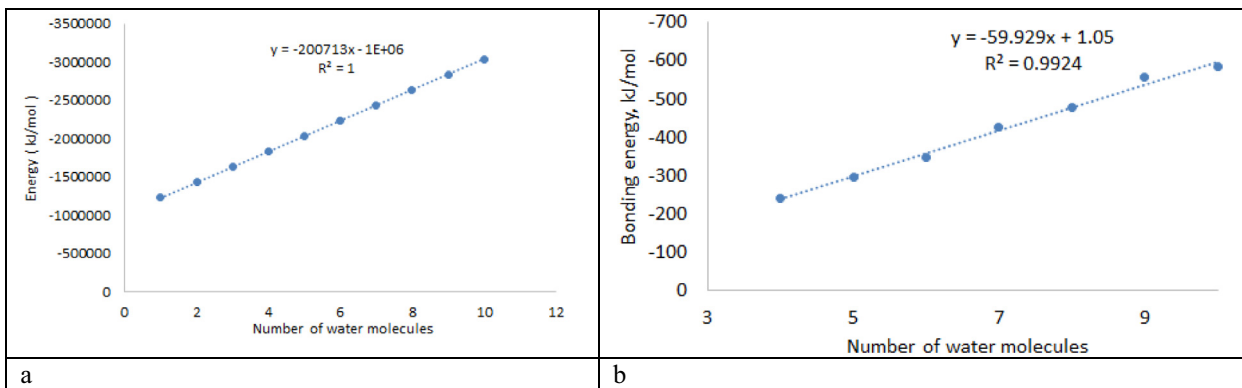 -3500000
-3000000
-2500000
-2000000
-1500000
-1000000
-500000
0
Energy ( kJ/mol )
y = -200713x - 1E+06
R² = 1
0 2 4 6 8 10 12
Number of water molecules
a
-700
-600
-500
-400
-300
-200
-100
0
Bonding energy, kJ/mol
y = -59.929x + 1.05
R² = 0.9924
3 5 7 9
Number of water molecules
b